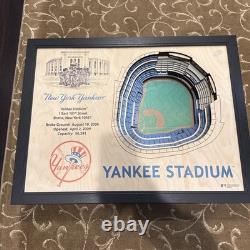 New York Yankees
Yankee Stadium
1 East 161st Street
Bronx, New York 10451
Broke Ground: August 19, 2006
Opened: April 2, 2009
Capacity: 50,291
Yankees
YANKEE STADIUM